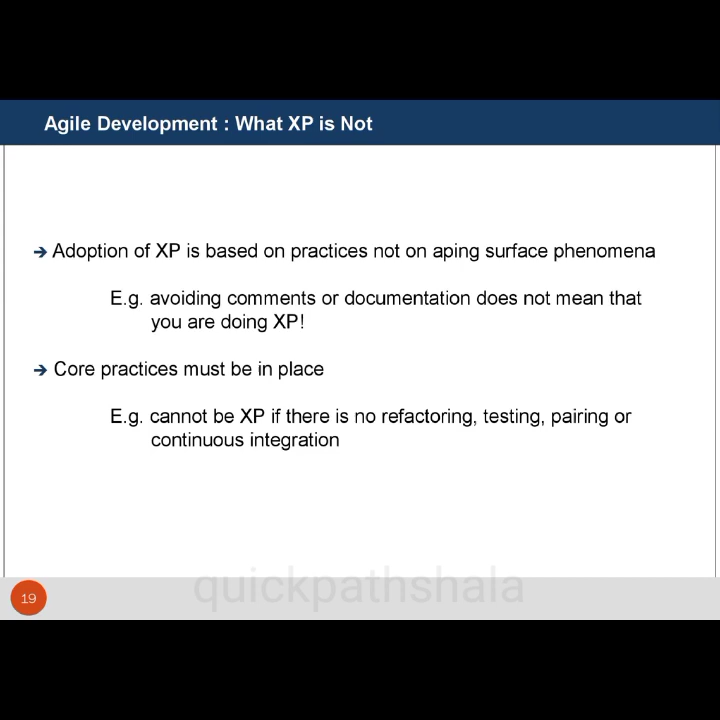 Agile Development : What XP is Not
➔ Adoption of XP is based on practices not on aping surface phenomena
E.g. avoiding comments or documentation does not mean that
you are doing XP!
➔ Core practices must be in place
E.g. cannot be XP if there is no refactoring, testing, pairing or
continuous integration
quickpathshala
19